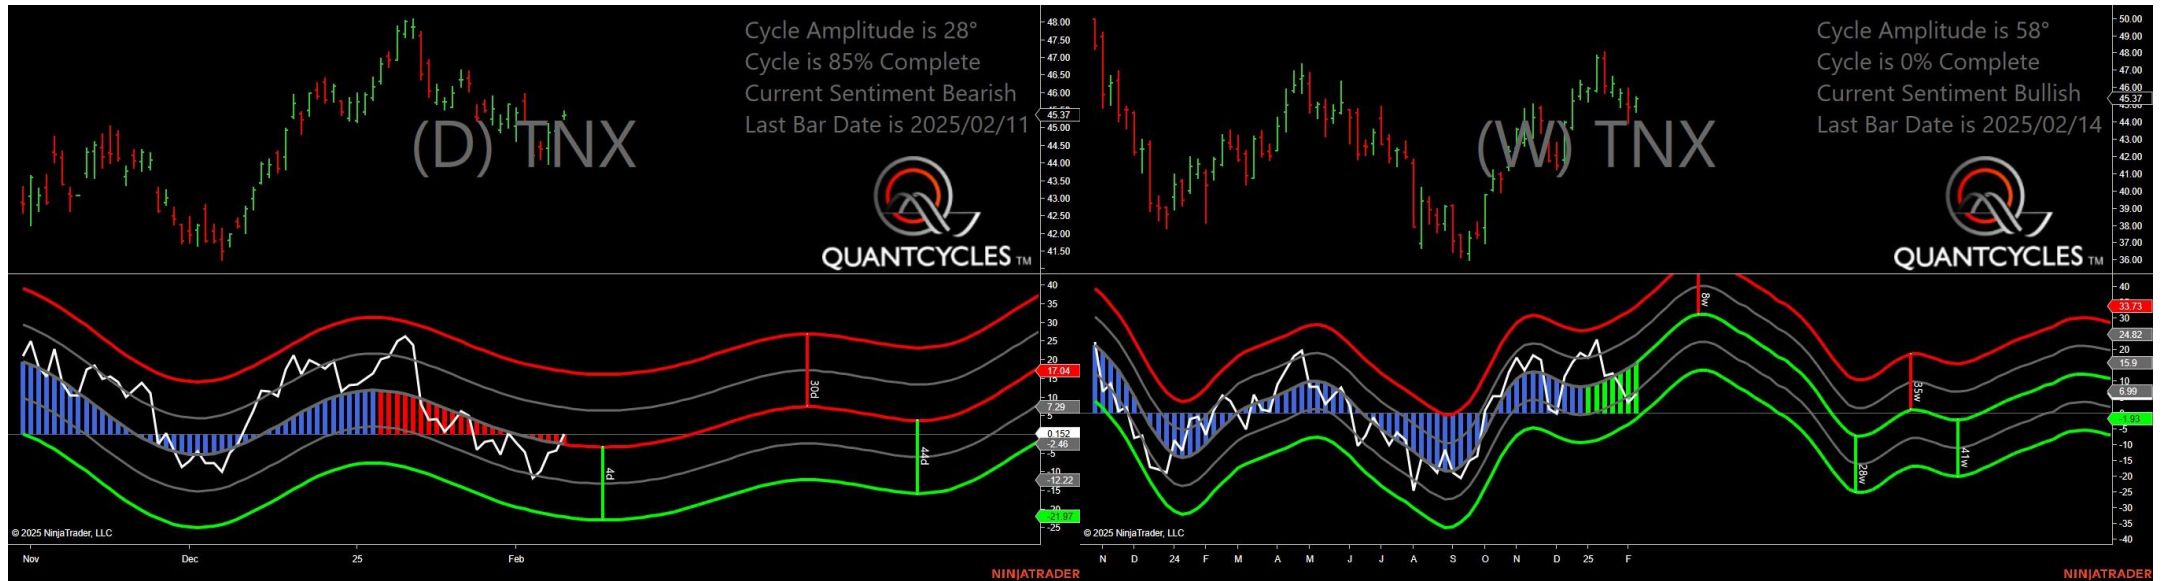 Cycle Amplitude is 28°
Cycle is 85% Complete
Current Sentiment Bearish
Last Bar Date is 2025/02/11
(D) TNX
QUANTCYCLES TM
48.00
47.50
47.00
46.50
46.00
45.37
45.00
44.50
44.00
43.50
43.00
42.50
42.00
41.50
40
35
30
25
20
17.04
15
10
7.29
5
0.152
-2.46
-5
-10
-12.22
-15
-21.97
-25
30d
4d
44d
© 2025 NinjaTrader, LLC
Nov Dec 25 Feb
NINJATRADER
Cycle Amplitude is 58°
Cycle is 0% Complete
Current Sentiment Bullish
Last Bar Date is 2025/02/14
(W) TNX
QUANTCYCLES TM
50.00
49.00
48.00
47.00
46.00
45.37
44.00
43.00
42.00
41.00
40.00
39.00
38.00
37.00
36.00
40
33.73
30
24.82
20
15.9
10
6.99
-1.93
-5
-10
-15
-20
-25
-30
-35
-40
8w
35w
28w
41w
© 2025 NinjaTrader, LLC
N D 24 F M A M J J A S O N D 25 F
NINJATRADER